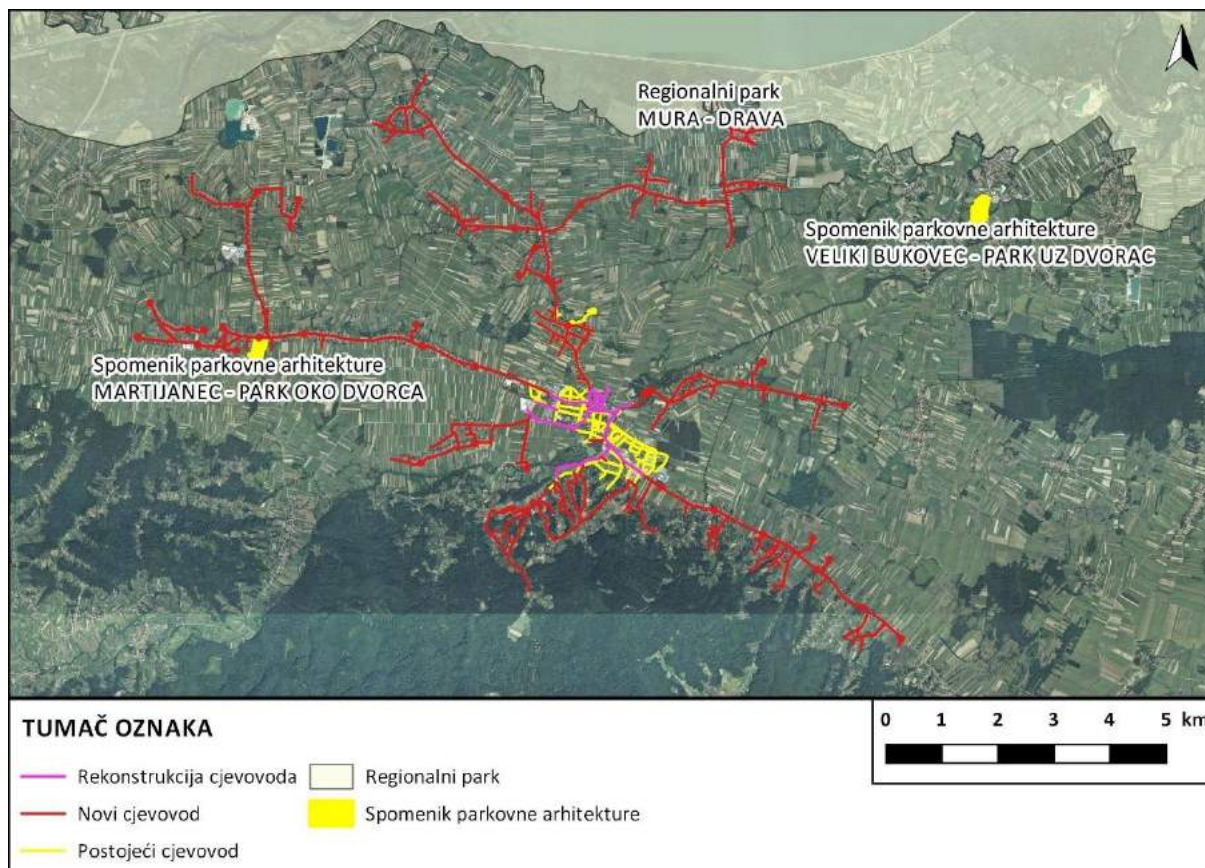 Regionalni park
MURA - DRAVA
Spomenik parkovne arhitekture
VELIKI BUKOVEC - PARK UZ DVORAC
Spomenik parkovne arhitekture
MARTIJANEC - PARK OKO DVORCA
TUMAČ OZNAKA
Rekonstrukcija cjevovoda
Regionalni park
Novi cjevovod
Spomenik parkovne arhitekture
Postojeći cjevovod
0 1 2 3 4 5 km